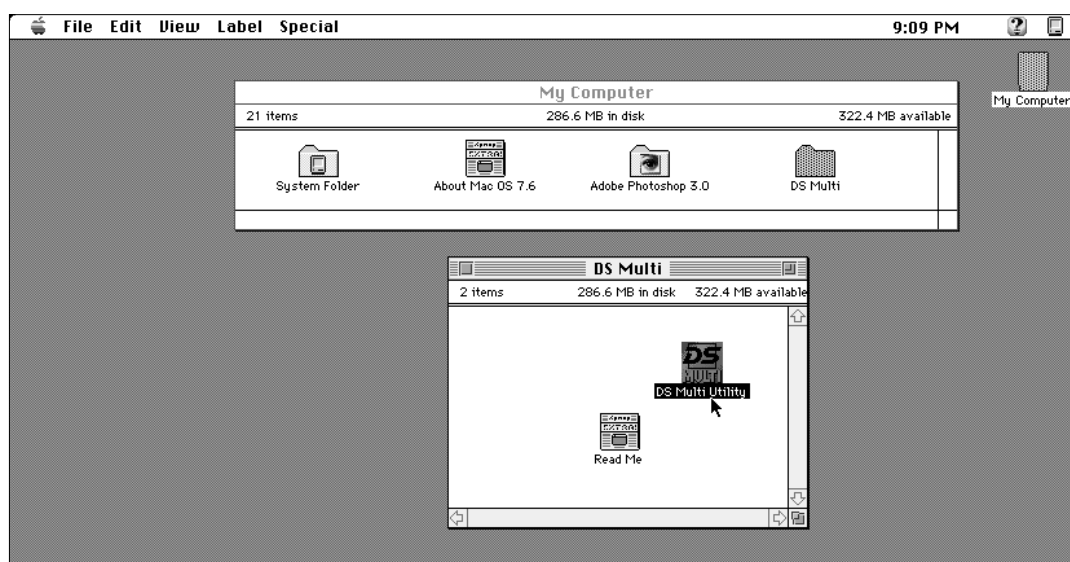 File Edit View Label Special 9:09 PM
My Computer
My Computer
21 items 286.6 MB in disk 322.4 MB available
System Folder About Mac OS 7.6 Adobe Photoshop 3.0 DS Multi
DS Multi
2 items 286.6 MB in disk 322.4 MB available
DS
MULTI
DS Multi Utility
EXTRA!
Read Me